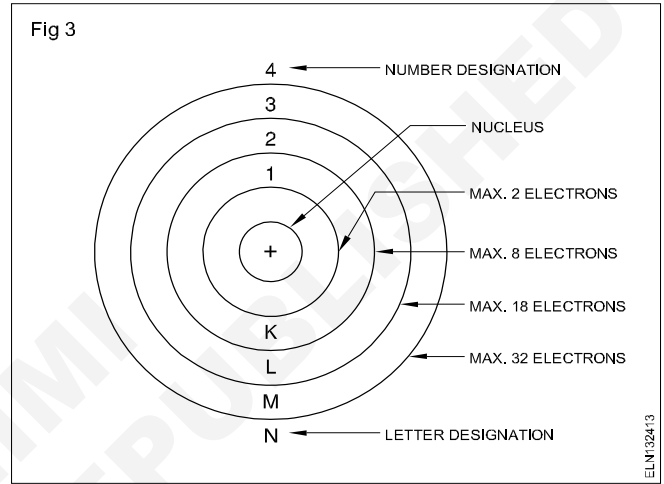 Fig 3
4
NUMBER DESIGNATION
3
NUCLEUS
2
1
MAX. 2 ELECTRONS
+
MAX. 8 ELECTRONS
MAX. 18 ELECTRONS
K
L
MAX. 32 ELECTRONS
M
N
LETTER DESIGNATION
ELN132413